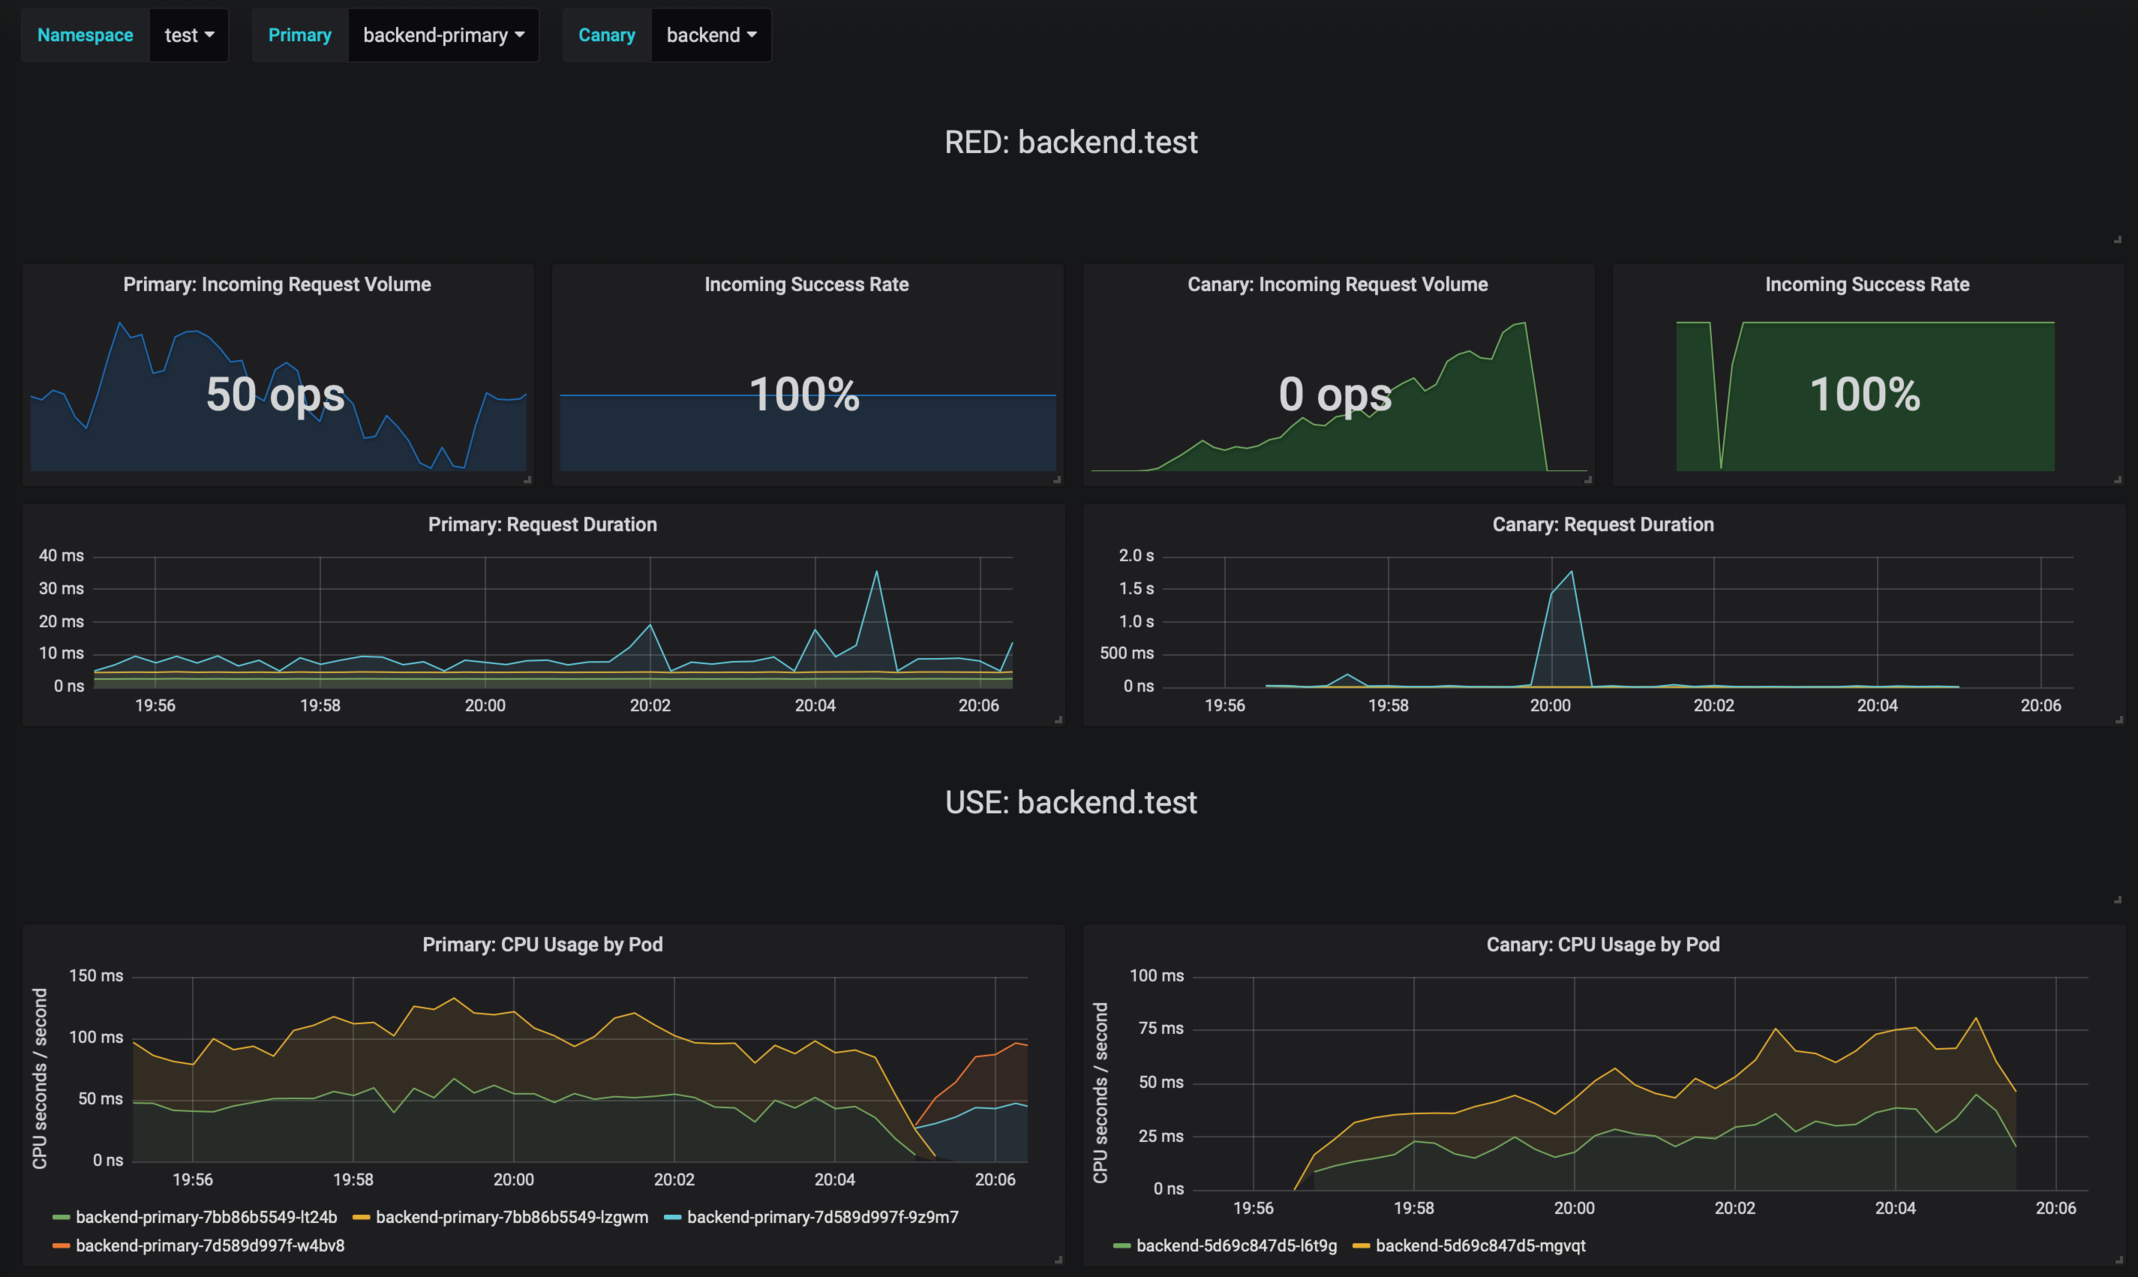 Namespace test Primary backend-primary Canary backend
RED: backend.test
Primary: Incoming Request Volume
50 ops
Incoming Success Rate
100%
Canary: Incoming Request Volume
0 ops
Incoming Success Rate
100%
Primary: Request Duration
40 ms
30 ms
20 ms
10 ms
0 ns
19:56 19:58 20:00 20:02 20:04 20:06
Canary: Request Duration
2.0 s
1.5 s
1.0 s
500 ms
0 ns
19:56 19:58 20:00 20:02 20:04 20:06
USE: backend.test
Primary: CPU Usage by Pod
CPU seconds / second
150 ms
100 ms
50 ms
0 ns
19:56 19:58 20:00 20:02 20:04 20:06
backend-primary-7bb86b5549-lt24b backend-primary-7bb86b5549-lzgwm backend-primary-7d589d997f-9z9m7
backend-primary-7d589d997f-w4bv8
Canary: CPU Usage by Pod
CPU seconds / second
100 ms
75 ms
50 ms
25 ms
0 ns
19:56 19:58 20:00 20:02 20:04 20:06
backend-5d69c847d5-l6t9g backend-5d69c847d5-mgvqt